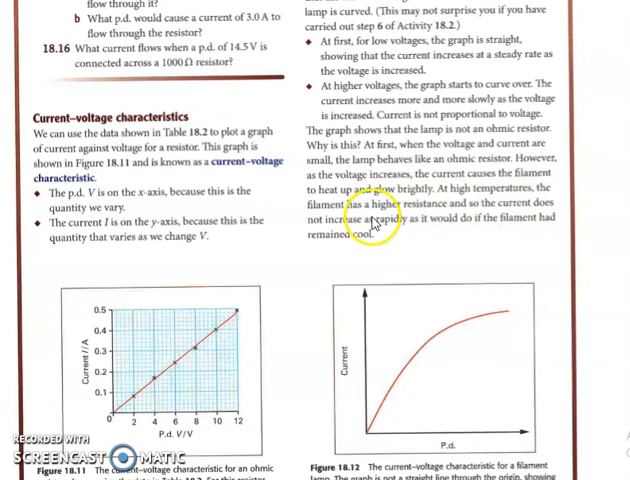 flow through it?
b What p.d. would cause a current of 3.0 A to
flow through the resistor?
18.16 What current flows when a p.d. of 14.5 V is
connected across a 1000 Ω resistor?
Current–voltage characteristics
We can use the data shown in Table 18.2 to plot a graph
of current against voltage for a resistor. This graph is
shown in Figure 18.11 and is known as a current-voltage
characteristic.
♦ The p.d. V is on the x-axis, because this is the
quantity we vary.
♦ The current I is on the y-axis, because this is the
quantity that varies as we change V.
0.5
0.4
0.3
0.2
0.1
0
2
4
6
8
10
12
Current I/A
P.d. V/V
RECORDED WITH
SCREENCAST MATIC
Figure 18.11 The current–voltage characteristic for an ohmic
lamp is curved. (This may not surprise you if you have
carried out step 6 of Activity 18.2.)
♦ At first, for low voltages, the graph is straight,
showing that the current increases at a steady rate as
the voltage is increased.
♦ At higher voltages, the graph starts to curve over. The
current increases more and more slowly as the voltage
is increased. Current is not proportional to voltage.
The graph shows that the lamp is not an ohmic resistor.
Why is this? At first, when the voltage and current are
small, the lamp behaves like an ohmic resistor. However,
as the voltage increases, the current causes the filament
to heat up and glow brightly. At high temperatures, the
filament has a higher resistance and so the current does
not increase as rapidly as it would do if the filament had
remained cool.
Current
P.d.
Figure 18.12 The current-voltage characteristic for a filament
lamp. The graph is not a straight line through the origin, showing